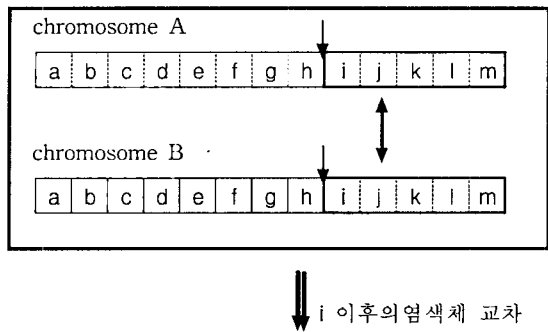 chromosome A
a b c d e f g h i j k l m
chromosome B
a b c d e f g h i j k l m
i 이후의염색체 교차